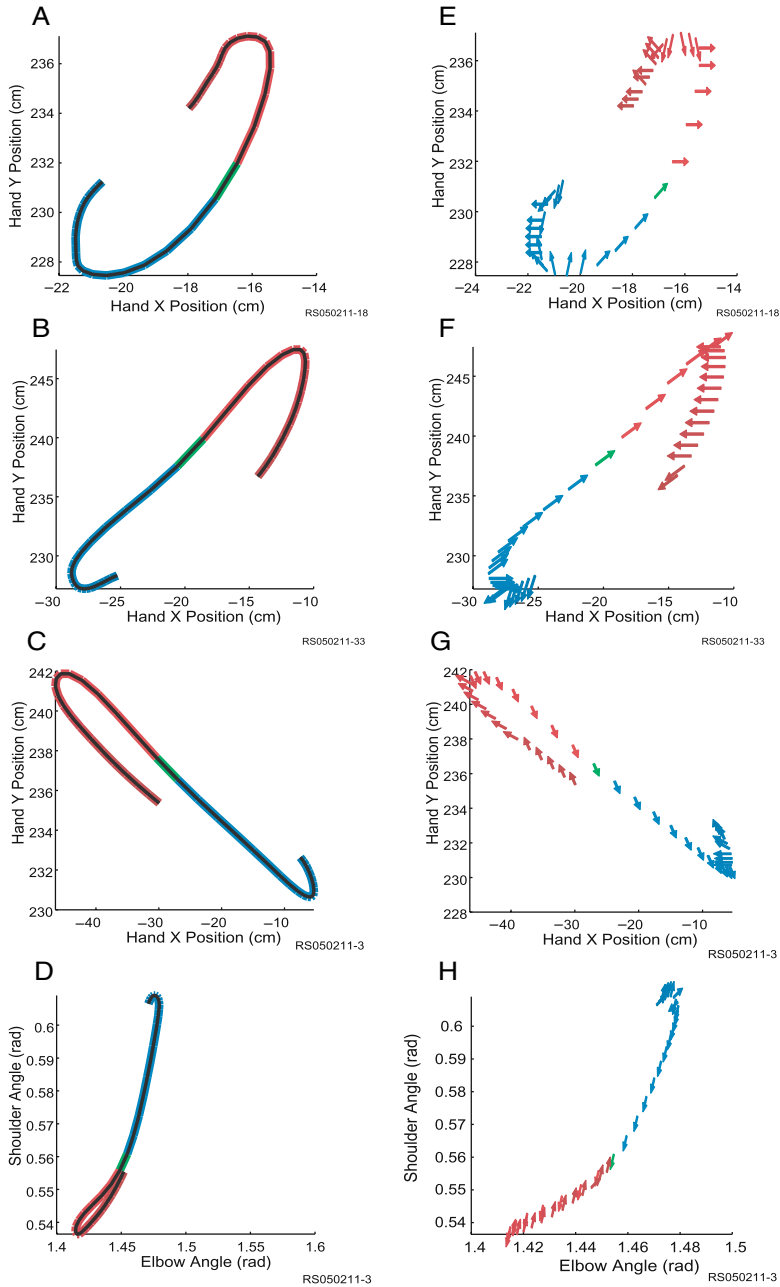 A
236
234
232
230
228
−22
−20
−18
−16
−14
Hand Y Position (cm)
Hand X Position (cm)
RS050211-18
E
236
234
232
230
228
−24
−22
−20
−18
−16
−14
Hand Y Position (cm)
Hand X Position (cm)
RS050211-18
B
245
240
235
230
−30
−25
−20
−15
−10
Hand Y Position (cm)
Hand X Position (cm)
RS050211-33
F
245
240
235
230
−30
−25
−20
−15
−10
Hand Y Position (cm)
Hand X Position (cm)
RS050211-33
C
242
240
238
236
234
232
230
−40
−30
−20
−10
Hand Y Position (cm)
Hand X Position (cm)
RS050211-3
G
242
240
238
236
234
232
230
228
−40
−30
−20
−10
Hand Y Position (cm)
Hand X Position (cm)
RS050211-3
D
0.6
0.59
0.58
0.57
0.56
0.55
0.54
1.4
1.45
1.5
1.55
1.6
Shoulder Angle (rad)
Elbow Angle (rad)
RS050211-3
H
0.6
0.59
0.58
0.57
0.56
0.55
0.54
1.4
1.42
1.44
1.46
1.48
1.5
Shoulder Angle (rad)
Elbow Angle (rad)
RS050211-3